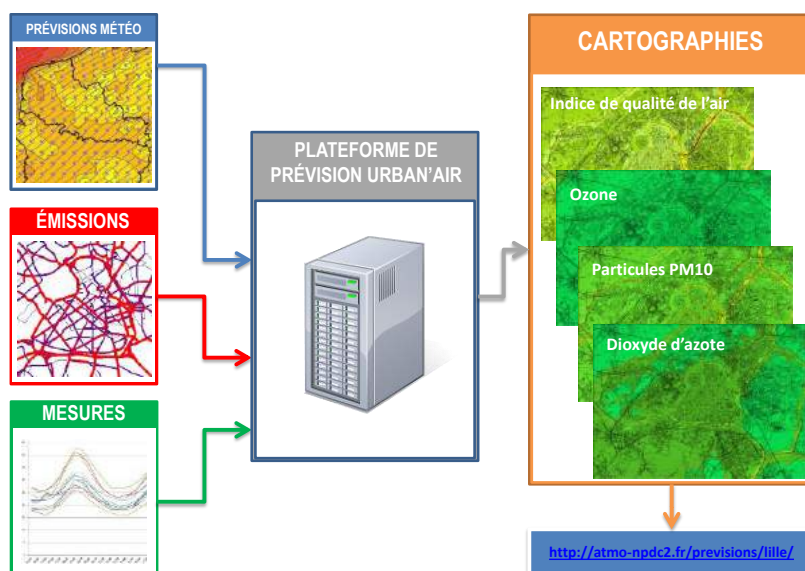 PRÉVISIONS MÉTÉO
ÉMISSIONS
MESURES
PLATEFORME DE
PRÉVISION URBAN'AIR
CARTOGRAPHIES
Indice de qualité de l'air
Ozone
Particules PM10
Dioxyde d'azote
http://atmo-npdc2.fr/previsions/lille/